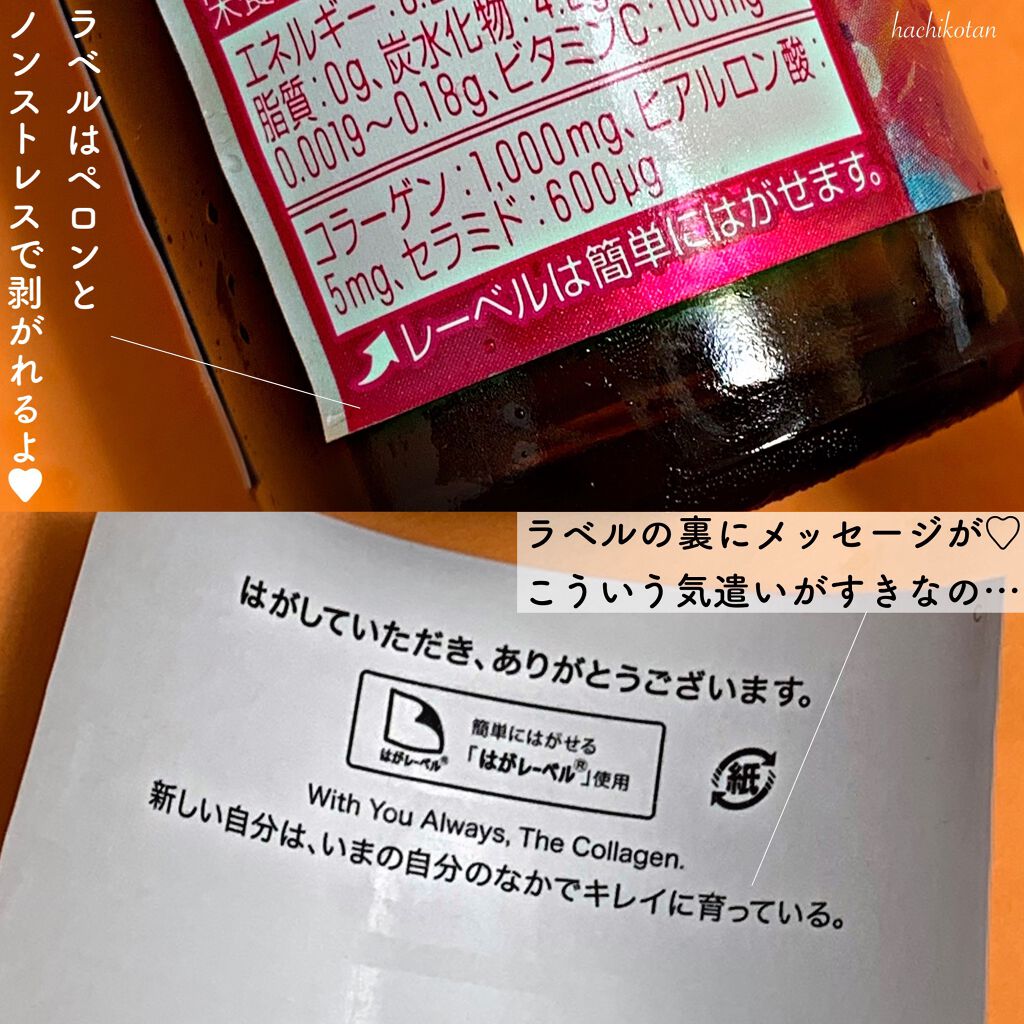 ラベルはペロンと
ノンストレスで剥がれるよ♥
hachikotan
エネルギー
脂質:0g、炭水化物:4.
0.0019〜0.18g、ビタミンC:100mg
コラーゲン:1,000mg、ヒアルロン酸:
5mg、セラミド:600μg
レーベルは簡単にはがせます。
ラベルの裏にメッセージが♡
こういう気遣いがすきなの…
はがしていただき、ありがとうございます。
簡単にはがせる
はがレーベル® 「はがレーベル®」使用
紙
With You Always, The Collagen.
新しい自分は、いまの自分のなかでキレイに育っている。